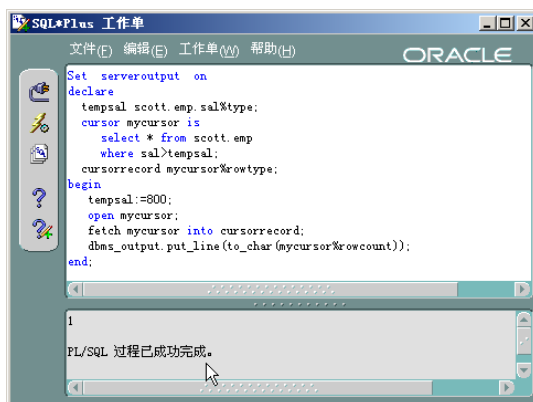 SQL*Plus 工作单
文件(F) 编辑(E) 工作单(W) 帮助(H)
ORACLE
Set serveroutput on
declare
tempsal scott.emp.sal%type;
cursor mycursor is
select * from scott.emp
where sal>tempsal;
cursorrecord mycursor%rowtype;
begin
tempsal:=800;
open mycursor;
fetch mycursor into cursorrecord;
dbms_output.put_line(to_char(mycursor%rowcount));
end;
1
PL/SQL 过程已成功完成。